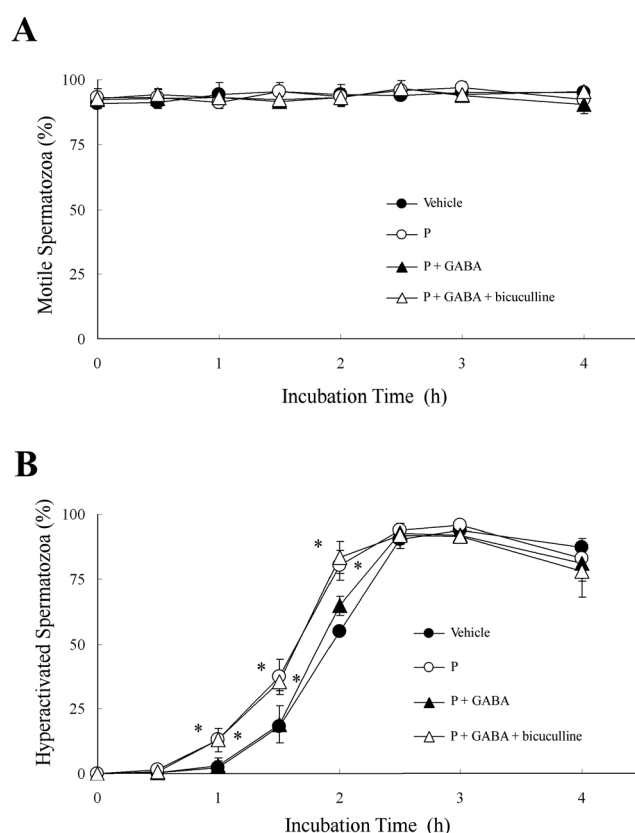 A
Motile Spermatozoa (%)
100
75
50
25
0
Vehicle
P
P + GABA
P + GABA + bicuculline
0 1 2 3 4
Incubation Time (h)
B
Hyperactivated Spermatozoa (%)
100
75
50
25
0
* *
* *
* *
Vehicle
P
P + GABA
P + GABA + bicuculline
0 1 2 3 4
Incubation Time (h)